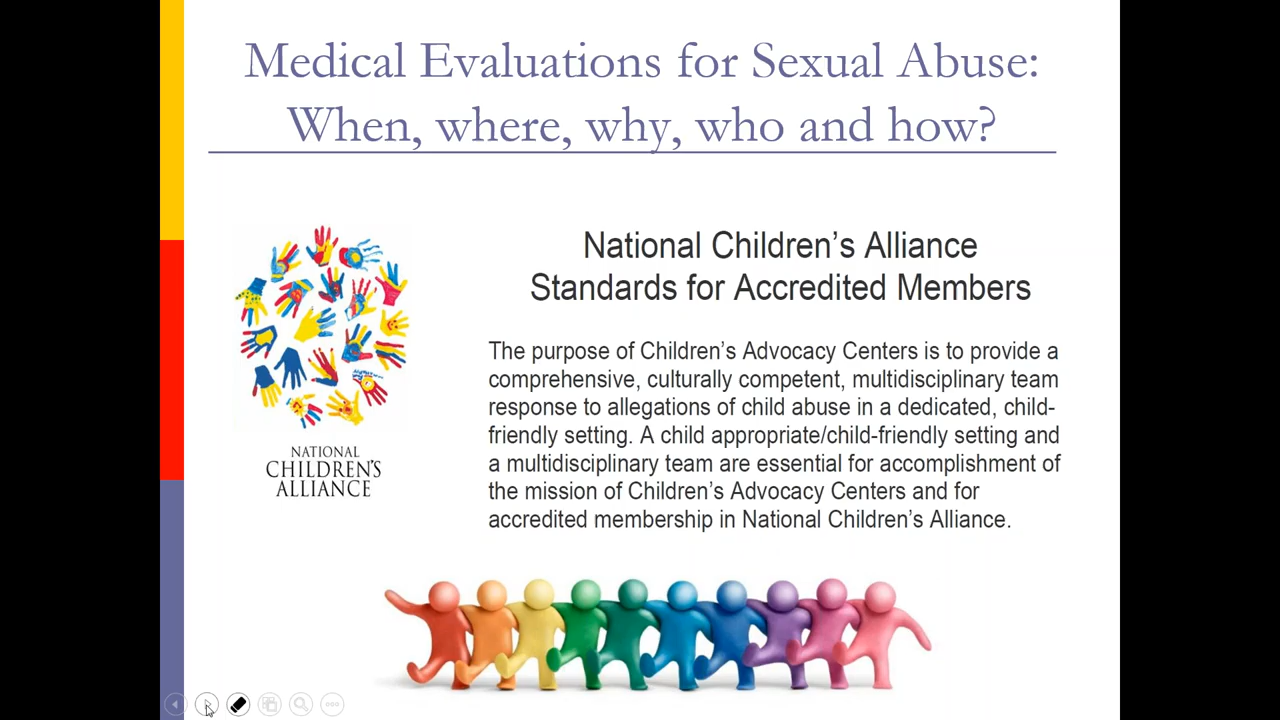 Medical Evaluations for Sexual Abuse:
When, where, why, who and how?
National Children's Alliance
Standards for Accredited Members
The purpose of Children's Advocacy Centers is to provide a
comprehensive, culturally competent, multidisciplinary team
response to allegations of child abuse in a dedicated, child-
friendly setting. A child appropriate/child-friendly setting and
a multidisciplinary team are essential for accomplishment of
the mission of Children's Advocacy Centers and for
accredited membership in National Children's Alliance.
NATIONAL
CHILDREN'S
ALLIANCE